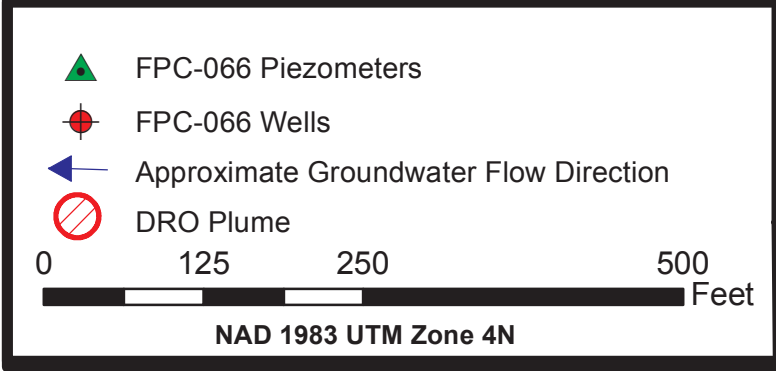 FPC-066 Piezometers
FPC-066 Wells
Approximate Groundwater Flow Direction
DRO Plume
0 125 250 500
Feet
NAD 1983 UTM Zone 4N